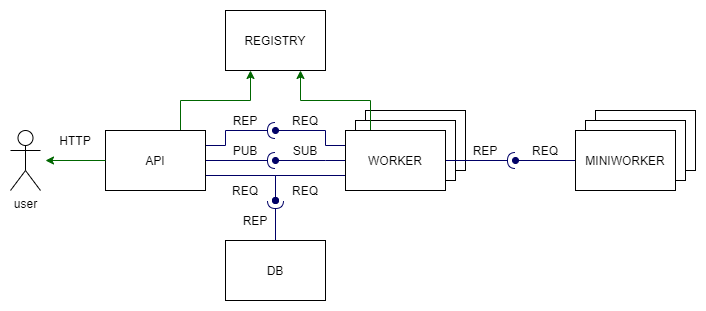 REGISTRY
REP
REQ
HTTP
API
PUB
SUB
WORKER
REP
REQ
MINIWORKER
REQ
REQ
user
REP
DB